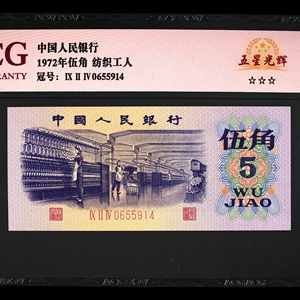 EG
RRANTY
中国人民银行
1972年伍角 纺织工人
冠号: IX II IV 0655914
五星光辉
☆☆☆
中国人民银行
伍角
5
WU
JIAO
IX II IV 0655914